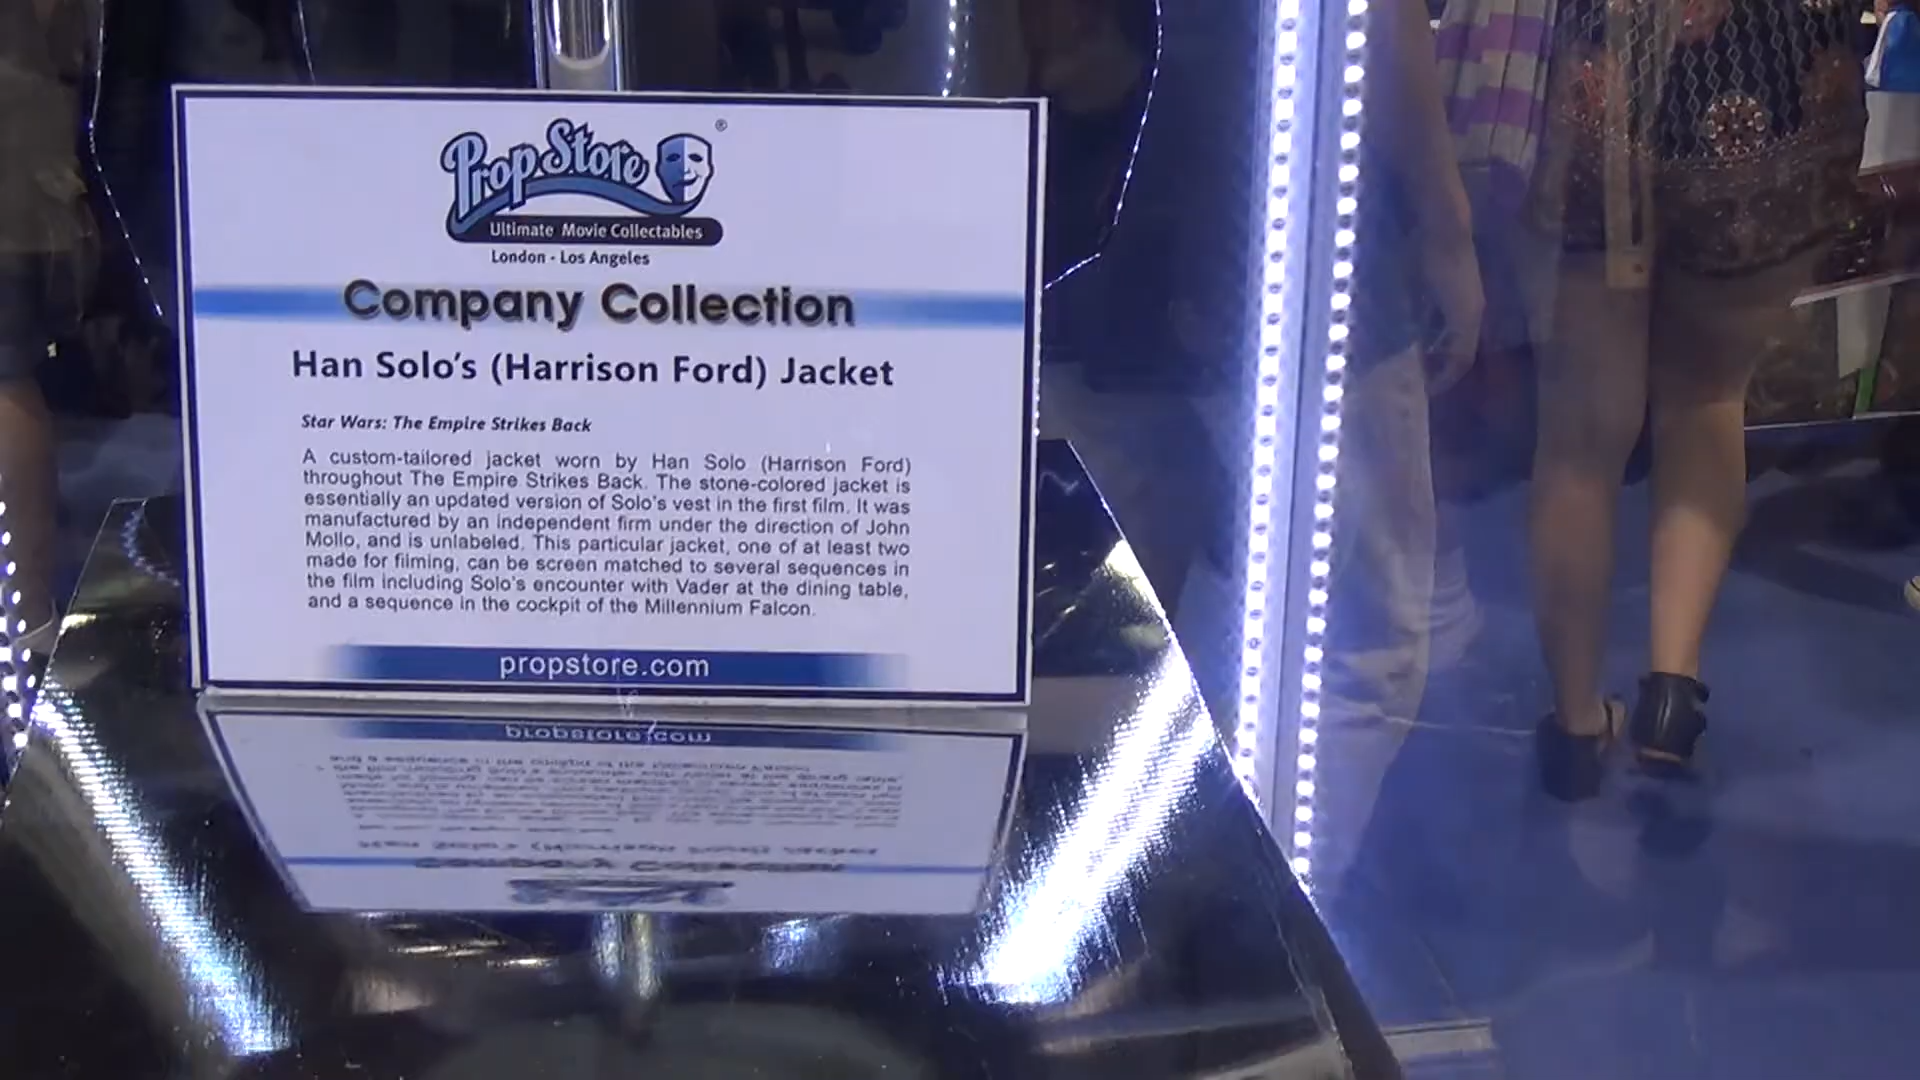 PropStore ®
Ultimate Movie Collectables
London - Los Angeles
Company Collection
Han Solo's (Harrison Ford) Jacket
Star Wars: The Empire Strikes Back
A custom-tailored jacket worn by Han Solo (Harrison Ford)
throughout The Empire Strikes Back. The stone-colored jacket is
essentially an updated version of Solo's vest in the first film. It was
manufactured by an independent firm under the direction of John
Mollo, and is unlabeled. This particular jacket, one of at least two
made for filming, can be screen matched to several sequences in
the film including Solo's encounter with Vader at the dining table,
and a sequence in the cockpit of the Millennium Falcon.
propstore.com